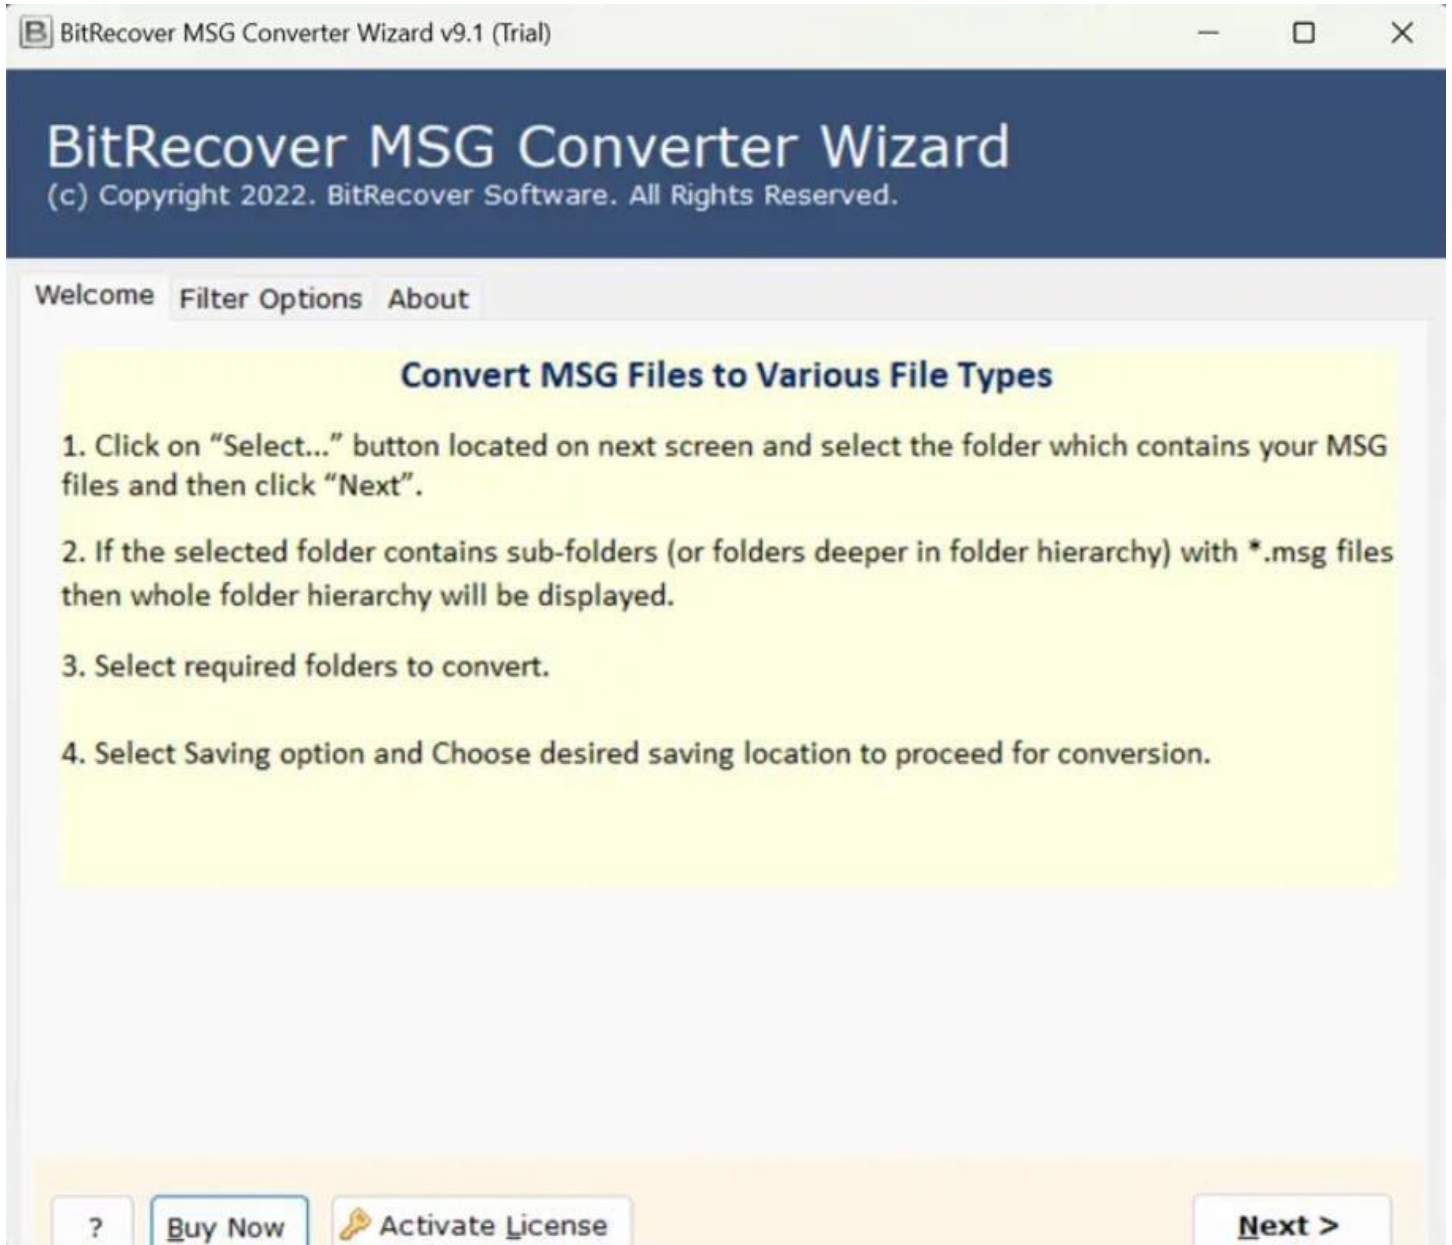 BitRecover MSG Converter Wizard v9.1 (Trial)
BitRecover MSG Converter Wizard
(c) Copyright 2022. BitRecover Software. All Rights Reserved.
Welcome Filter Options About
Convert MSG Files to Various File Types
1. Click on “Select...” button located on next screen and select the folder which contains your MSG
files and then click “Next”.
2. If the selected folder contains sub-folders (or folders deeper in folder hierarchy) with *.msg files
then whole folder hierarchy will be displayed.
3. Select required folders to convert.
4. Select Saving option and Choose desired saving location to proceed for conversion.
? Buy Now Activate License Next >